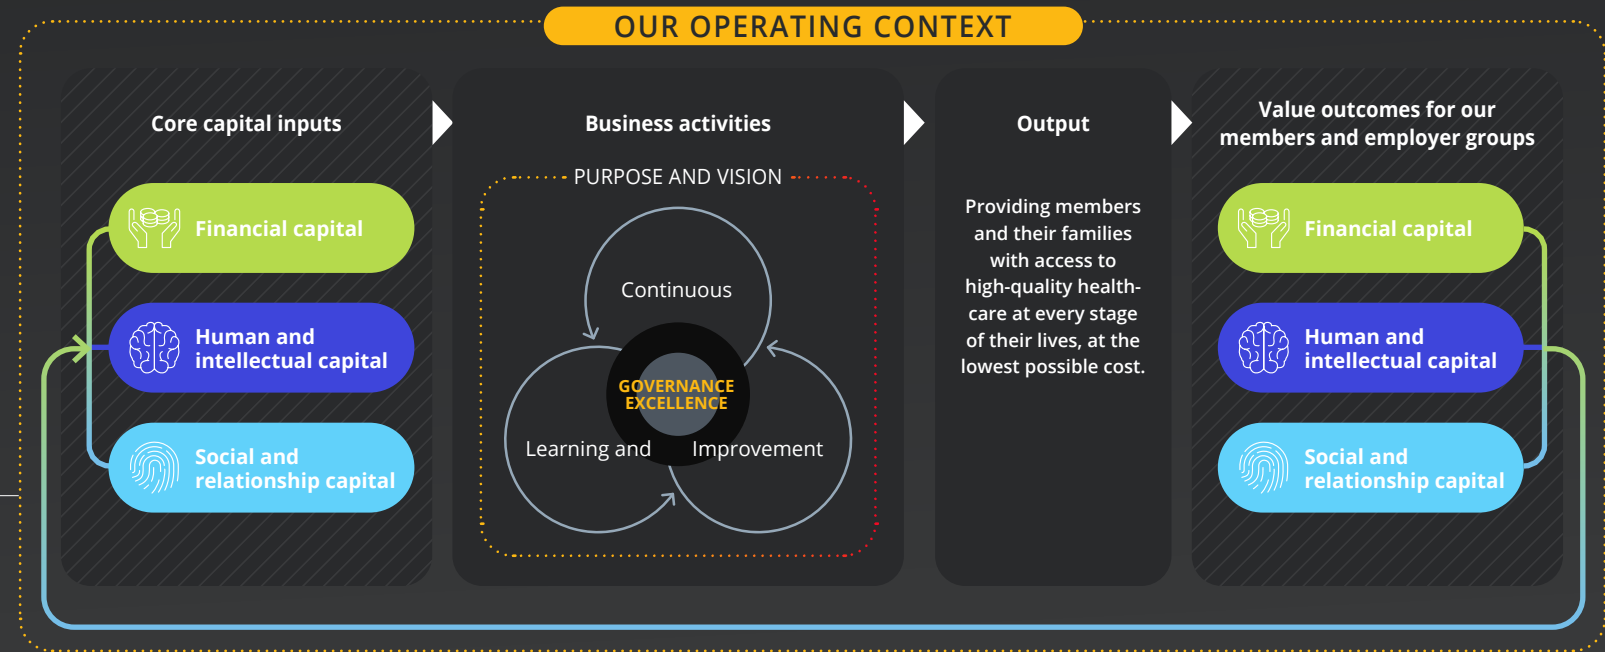 OUR OPERATING CONTEXT
Core capital inputs
Financial capital
Human and
intellectual capital
Social and
relationship capital
Business activities
PURPOSE AND VISION
Continuous
GOVERNANCE
EXCELLENCE
Learning and
Improvement
Output
Providing members
and their families
with access to
high-quality health-
care at every stage
of their lives, at the
lowest possible cost.
Value outcomes for our
members and employer groups
Financial capital
Human and
intellectual capital
Social and
relationship capital